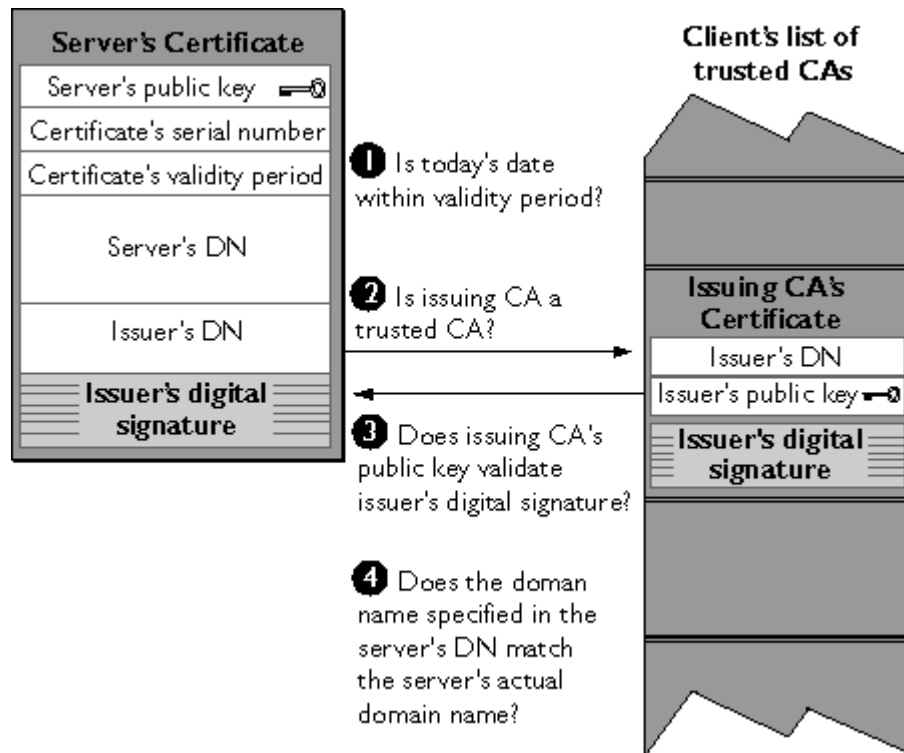 Server's Certificate
Server's public key
Certificate's serial number
Certificate's validity period
Server's DN
Issuer's DN
Issuer's digital
signature
1 Is today's date
within validity period?
2 Is issuing CA a
trusted CA?
3 Does issuing CA's
public key validate
issuer's digital signature?
4 Does the doman
name specified in the
server's DN match
the server's actual
domain name?
Client's list of
trusted CAs
Issuing CA's
Certificate
Issuer's DN
Issuer's public key
Issuer's digital
signature